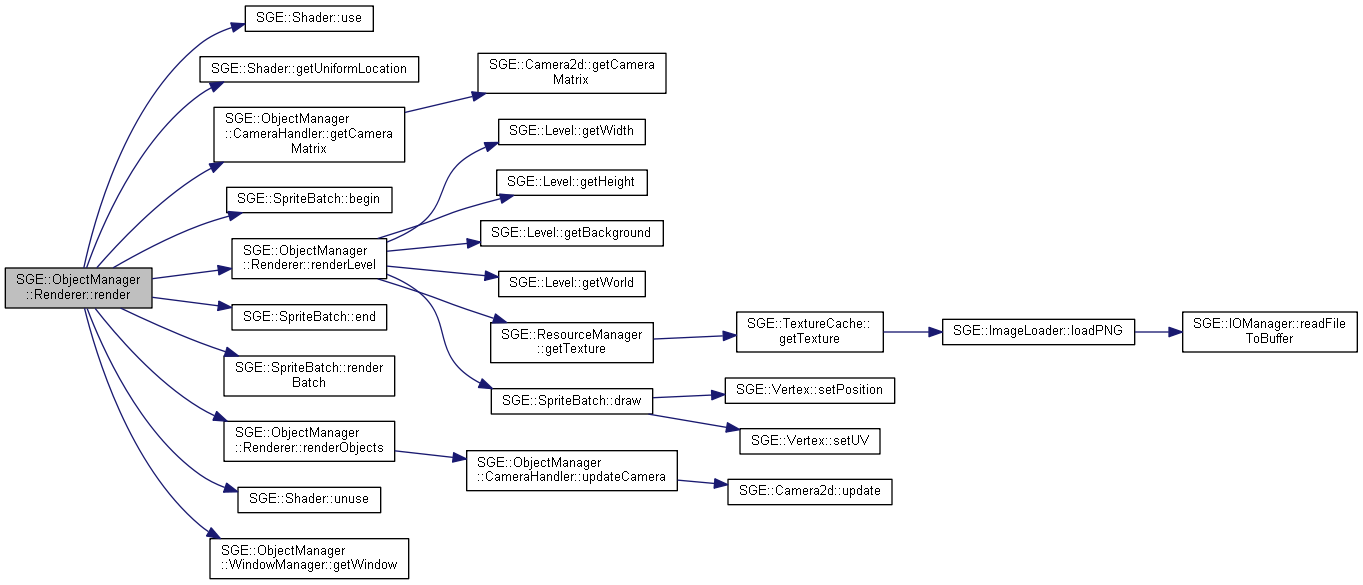 SGE::ObjectManager
::Renderer::render
SGE::Shader::use
SGE::Shader::getUniformLocation
SGE::ObjectManager
::CameraHandler::getCamera
Matrix
SGE::SpriteBatch::begin
SGE::ObjectManager
::Renderer::renderLevel
SGE::SpriteBatch::end
SGE::SpriteBatch::render
Batch
SGE::ObjectManager
::Renderer::renderObjects
SGE::Shader::unuse
SGE::ObjectManager
::WindowManager::getWindow
SGE::Camera2d::getCamera
Matrix
SGE::Level::getWidth
SGE::Level::getHeight
SGE::Level::getBackground
SGE::Level::getWorld
SGE::ResourceManager
::getTexture
SGE::SpriteBatch::draw
SGE::ObjectManager
::CameraHandler::updateCamera
SGE::TextureCache::
getTexture
SGE::Vertex::setPosition
SGE::Vertex::setUV
SGE::Camera2d::update
SGE::ImageLoader::loadPNG
SGE::IOManager::readFile
ToBuffer